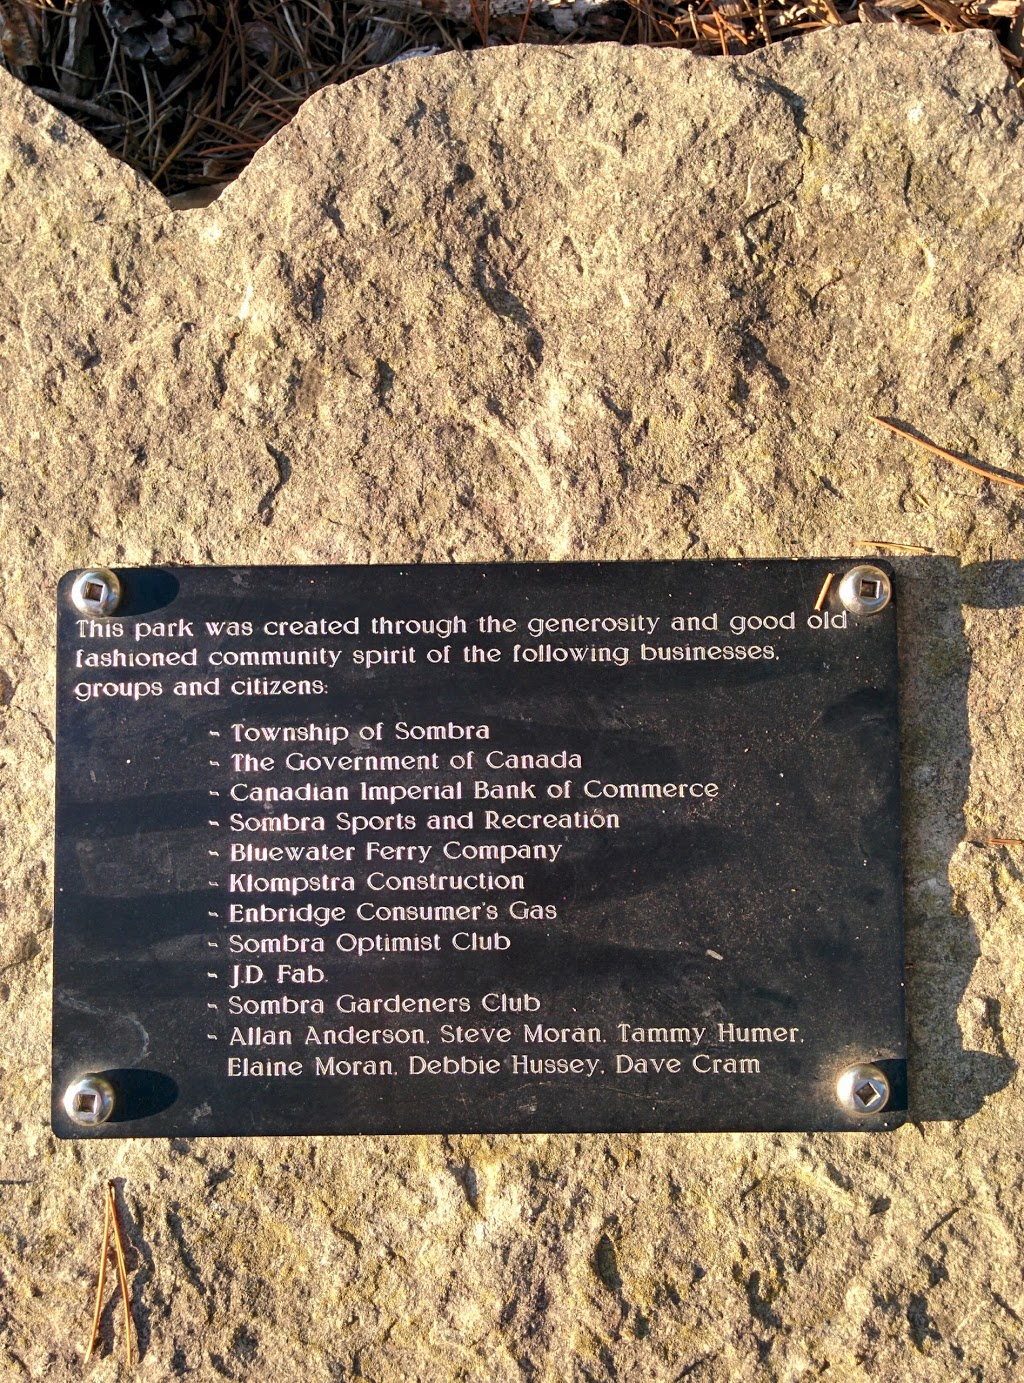 This park was created through the generosity and good old
fashioned community spirit of the following businesses,
groups and citizens:
- Township of Sombra
- The Government of Canada
- Canadian Imperial Bank of Commerce
- Sombra Sports and Recreation
- Bluewater Ferry Company
- Klompstra Construction
- Enbridge Consumer's Gas
- Sombra Optimist Club
- J.D. Fab.
- Sombra Gardeners Club
- Allan Anderson, Steve Moran, Tammy Humer,
Elaine Moran, Debbie Hussey, Dave Cram